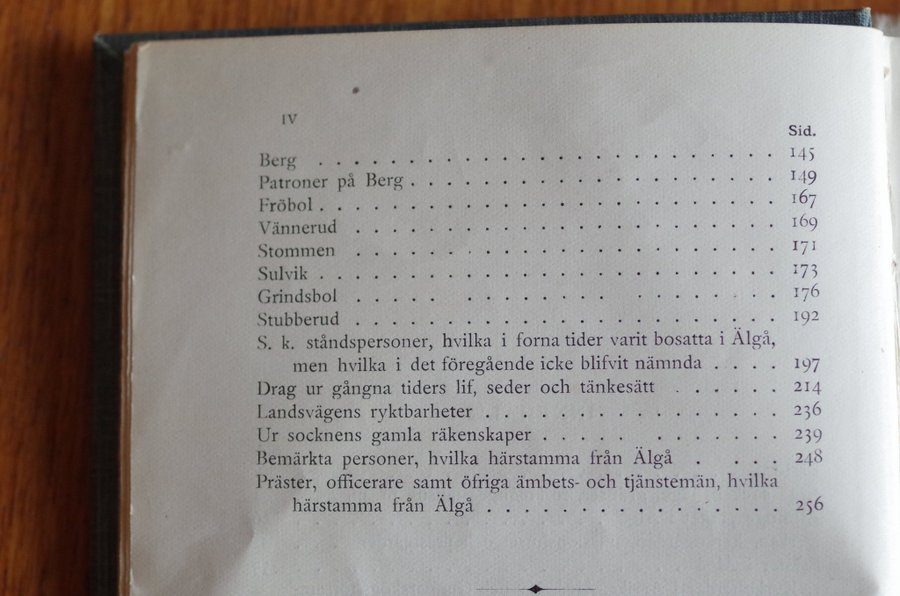 IV
Sid.
Berg . . . . . . . . . . . . . . . . . . . 145
Patroner på Berg . . . . . . . . . . . . . . . . 149
Fröbol . . . . . . . . . . . . . . . . . . . . 167
Vännerud . . . . . . . . . . . . . . . . . . 169
Stommen . . . . . . . . . . . . . . . . . . 171
Sulvik . . . . . . . . . . . . . . . . . . . . 173
Grindsbol . . . . . . . . . . . . . . . . . 176
Stubberud . . . . . . . . . . . . . . . . . . 192
S. k. ståndspersoner, hvilka i forna tider varit bosatta i Älgå,
men hvilka i det föregående icke blifvit nämnda . . . . 197
Drag ur gångna tiders lif, seder och tänkesätt . . . . . . 214
Landsvägens ryktbarheter . . . . . . . . . . . . . 236
Ur socknens gamla räkenskaper . . . . . . . . . . 239
Bemärkta personer, hvilka härstamma från Älgå . . . . 248
Präster, officerare samt öfriga ämbets- och tjänstemän, hvilka
härstamma från Älgå . . . . . . . . . . . . . 256